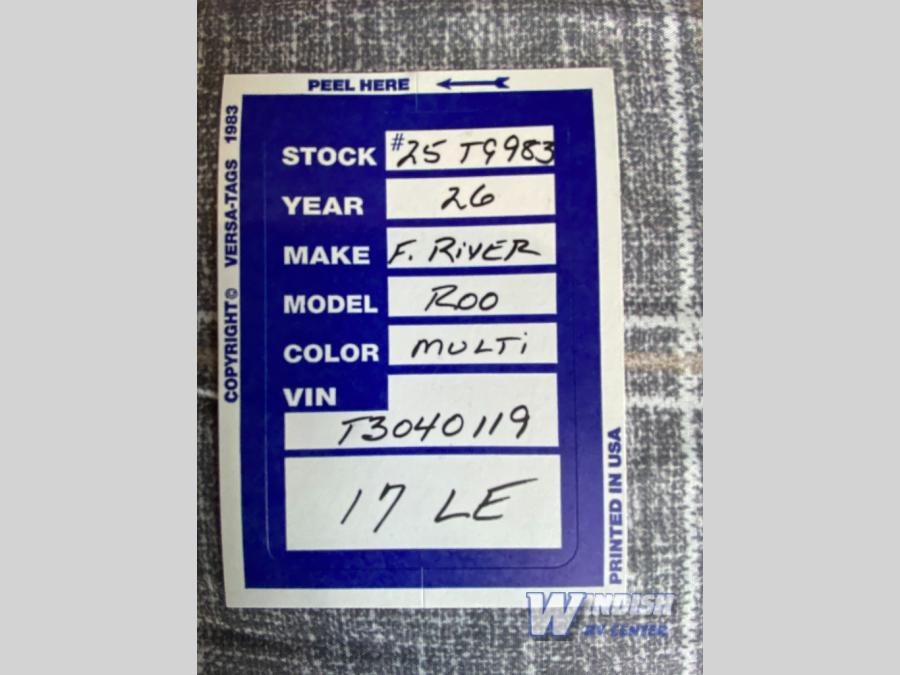 PEEL HERE
COPYRIGHT © VERSA-TAGS 1983
STOCK #25 T9983
YEAR 26
MAKE F. RiVER
MODEL ROO
COLOR MULTi
VIN
T3040119
17 LE
PRINTED IN USA
WINDISH
RV CENTER